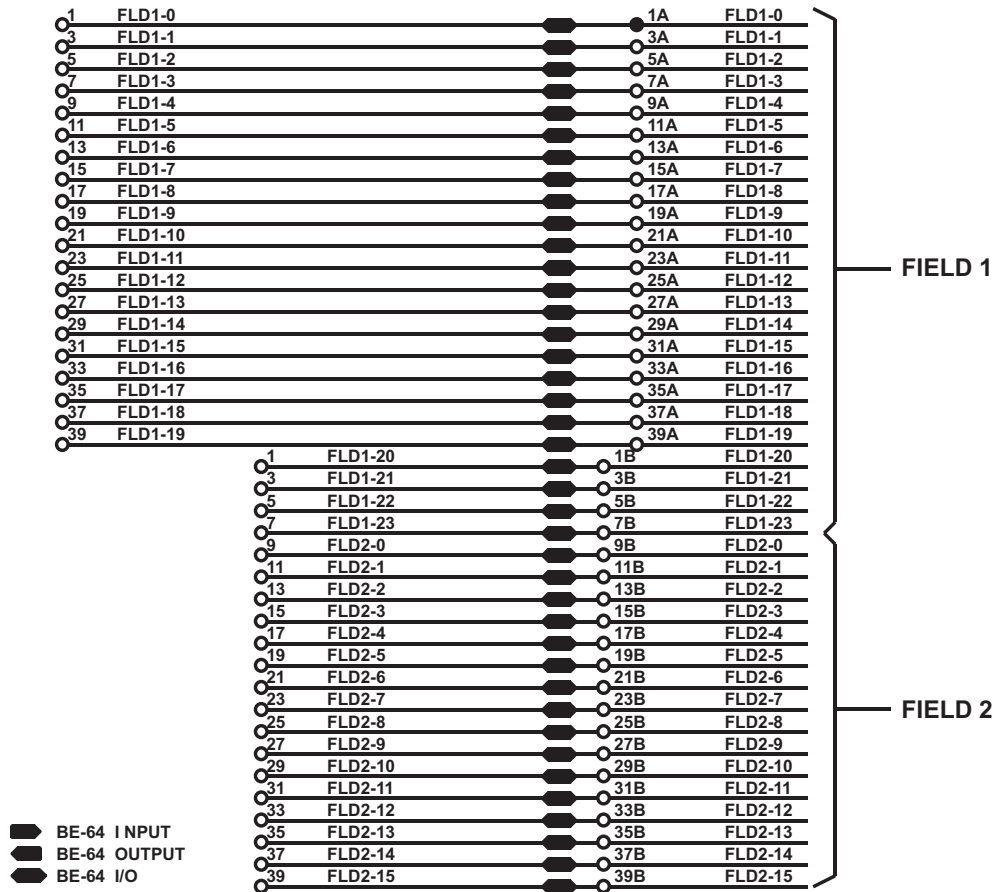 1 FLD1-0 1A FLD1-0
3 FLD1-1 3A FLD1-1
5 FLD1-2 5A FLD1-2
7 FLD1-3 7A FLD1-3
9 FLD1-4 9A FLD1-4
11 FLD1-5 11A FLD1-5
13 FLD1-6 13A FLD1-6
15 FLD1-7 15A FLD1-7
17 FLD1-8 17A FLD1-8
19 FLD1-9 19A FLD1-9
21 FLD1-10 21A FLD1-10
23 FLD1-11 23A FLD1-11
FIELD 1
25 FLD1-12 25A FLD1-12
27 FLD1-13 27A FLD1-13
29 FLD1-14 29A FLD1-14
31 FLD1-15 31A FLD1-15
33 FLD1-16 33A FLD1-16
35 FLD1-17 35A FLD1-17
37 FLD1-18 37A FLD1-18
39 FLD1-19 39A FLD1-19
1 FLD1-20 1B FLD1-20
3 FLD1-21 3B FLD1-21
5 FLD1-22 5B FLD1-22
7 FLD1-23 7B FLD1-23
9 FLD2-0 9B FLD2-0
11 FLD2-1 11B FLD2-1
13 FLD2-2 13B FLD2-2
15 FLD2-3 15B FLD2-3
17 FLD2-4 17B FLD2-4
19 FLD2-5 19B FLD2-5
21 FLD2-6 21B FLD2-6
23 FLD2-7 23B FLD2-7
FIELD 2
25 FLD2-8 25B FLD2-8
27 FLD2-9 27B FLD2-9
29 FLD2-10 29B FLD2-10
31 FLD2-11 31B FLD2-11
33 FLD2-12 33B FLD2-12
35 FLD2-13 35B FLD2-13
37 FLD2-14 37B FLD2-14
39 FLD2-15 39B FLD2-15
BE-64 I NPUT
BE-64 OUTPUT
BE-64 I/O